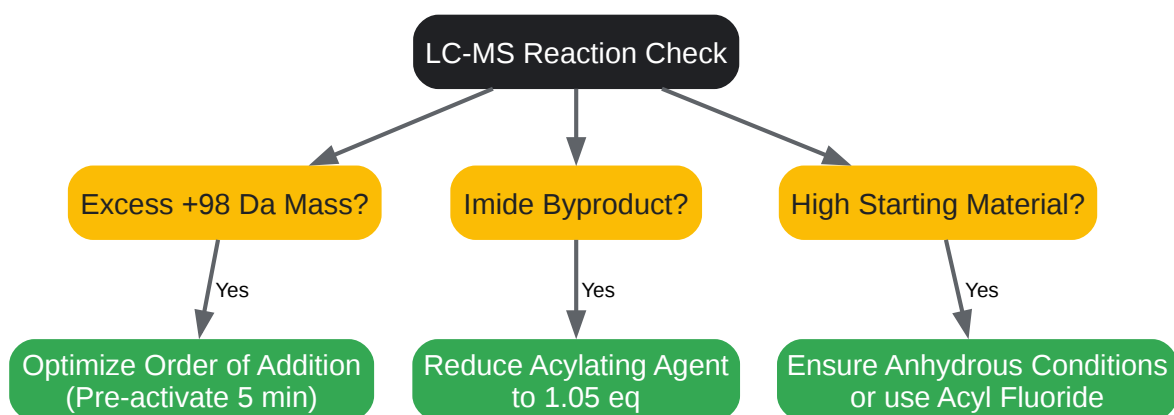 LC-MS Reaction Check
Excess +98 Da Mass?
Imide Byproduct?
High Starting Material?
Yes
Yes
Yes
Optimize Order of Addition
(Pre-activate 5 min)
Reduce Acylating Agent
to 1.05 eq
Ensure Anhydrous Conditions
or use Acyl Fluoride